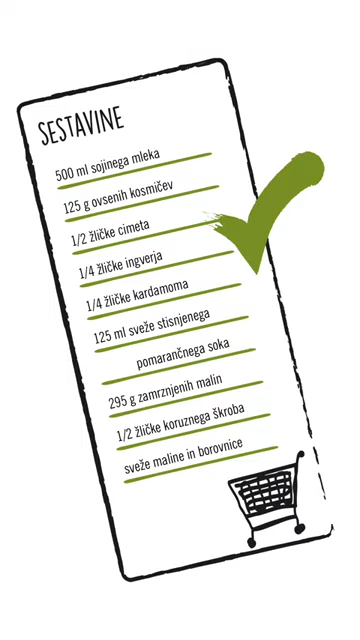 SESTAVINE
500 ml sojinega mleka
125 g ovsenih kosmičev
1/2 žličke cimeta
1/4 žličke ingverja
1/4 žličke kardamoma
125 ml sveže stisnjenega
pomarančnega soka
295 g zamrznjenih malin
1/2 žličke koruznega škroba
sveže maline in borovnice